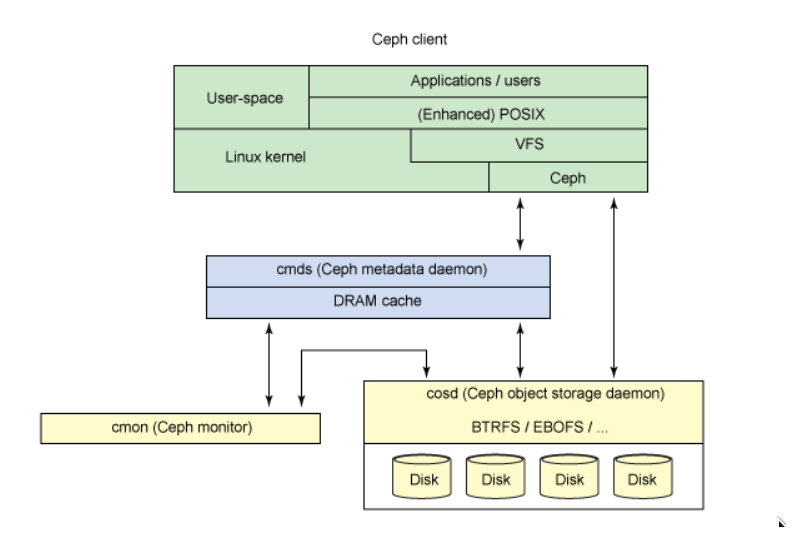 Ceph client
Applications / users
User-space
(Enhanced) POSIX
VFS
Linux kernel
Ceph
cmds (Ceph metadata daemon)
DRAM cache
cosd (Ceph object storage daemon)
cmon (Ceph monitor)
BTRFS / EBOFS / ...
Disk
Disk
Disk
Disk